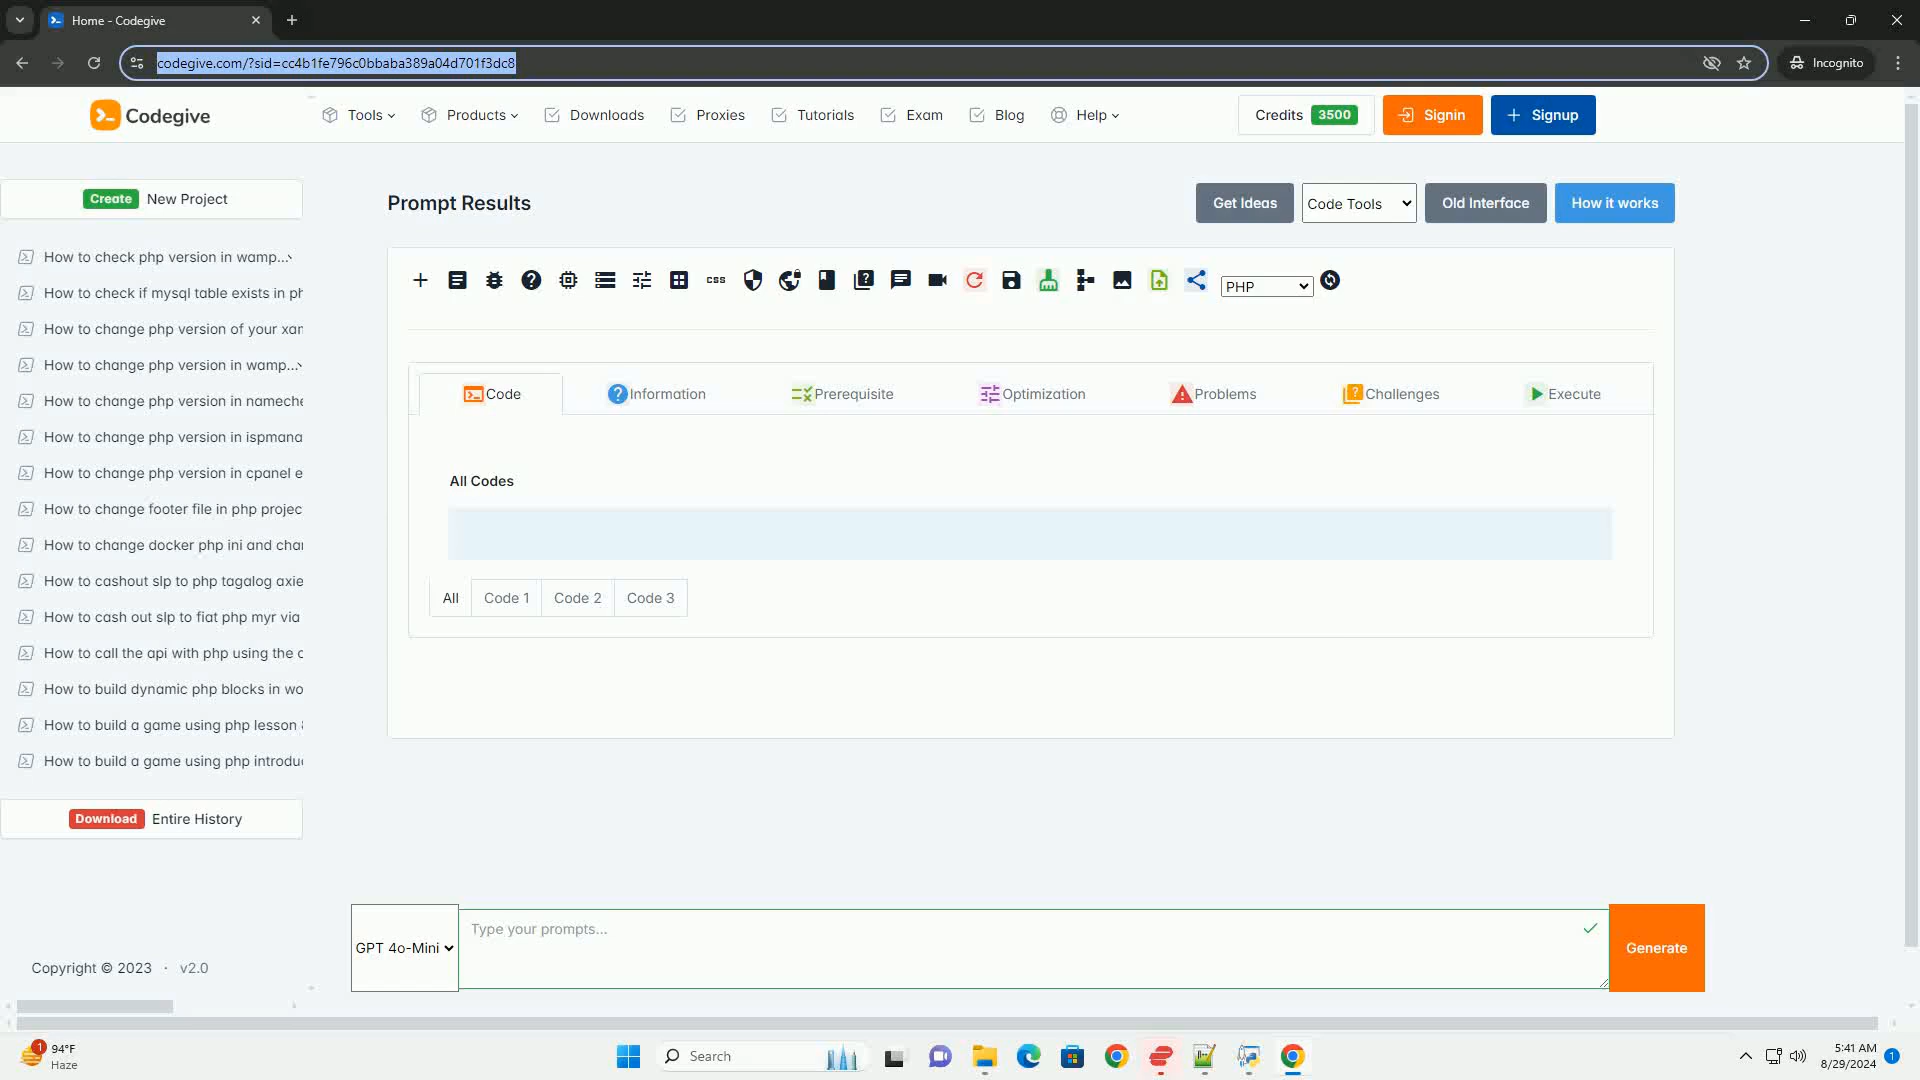 Home - Codegive
codegive.com/?sid=cc4b1fe796c0bbaba389a04d701f3dc8
Incognito
Codegive
Tools
Products
Downloads
Proxies
Tutorials
Exam
Blog
Help
Credits 3500
Signin
Signup
Create New Project
How to check php version in wamp...
How to check if mysql table exists in ph
How to change php version of your xam
How to change php version in wamp...
How to change php version in nameche
How to change php version in ispmana
How to change php version in cpanel e
How to change footer file in php projec
How to change docker php ini and char
How to cashout slp to php tagalog axie
How to cash out slp to fiat php myr via
How to call the api with php using the c
How to build dynamic php blocks in wo
How to build a game using php lesson
How to build a game using php introdu
Download Entire History
Copyright © 2023 · v2.0
Prompt Results
Get Ideas
Code Tools
Old Interface
How it works
css
PHP
Code
Information
Prerequisite
Optimization
Problems
Challenges
Execute
All Codes
All
Code 1
Code 2
Code 3
GPT 4o-Mini
Type your prompts...
Generate
1
94°F
Haze
Search
5:41 AM
8/29/2024
1